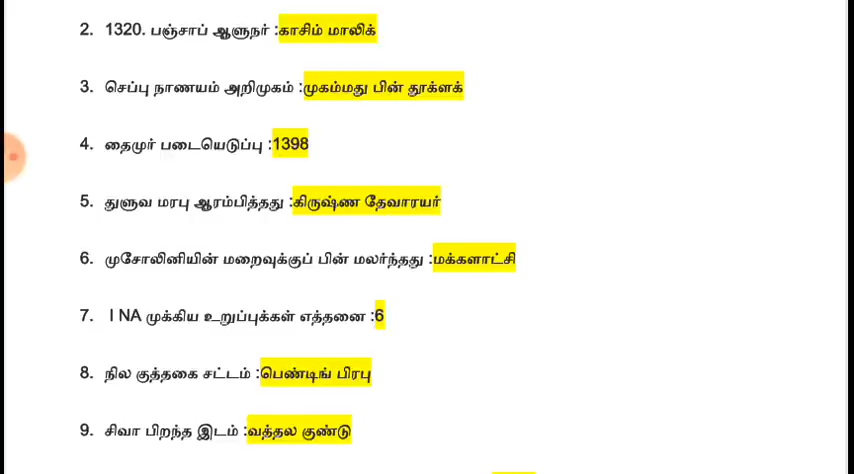 2. 1320. பஞ்சாப் ஆளுநர் :காசிம் மாலிக்
3. செப்பு நாணயம் அறிமுகம் :முகம்மது பின் தூக்ளக்
4. தைமுர் படையெடுப்பு :1398
5. துளுவ மரபு ஆரம்பித்தது :கிருஷ்ண தேவாரயர்
6. முசோலினியின் மறைவுக்குப் பின் மலர்ந்தது :மக்களாட்சி
7. I NA முக்கிய உறுப்புக்கள் எத்தனை :6
8. நில குத்தகை சட்டம் :பெண்டிங் பிரபு
9. சிவா பிறந்த இடம் :வத்தல குண்டு